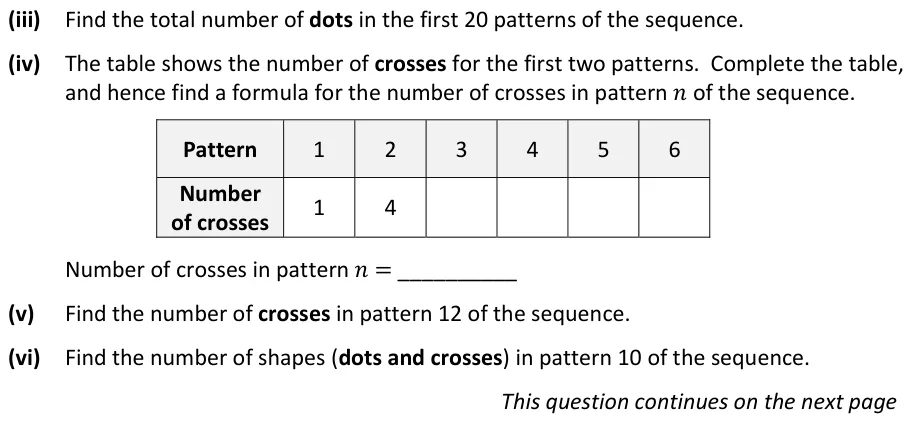 (iii) Find the total number of dots in the first 20 patterns of the sequence.
(iv) The table shows the number of crosses for the first two patterns. Complete the table,
and hence find a formula for the number of crosses in pattern n of the sequence.
Pattern 1 2 3 4 5 6
Number
of crosses 1 4
Number of crosses in pattern n = __________
(v) Find the number of crosses in pattern 12 of the sequence.
(vi) Find the number of shapes (dots and crosses) in pattern 10 of the sequence.
This question continues on the next page